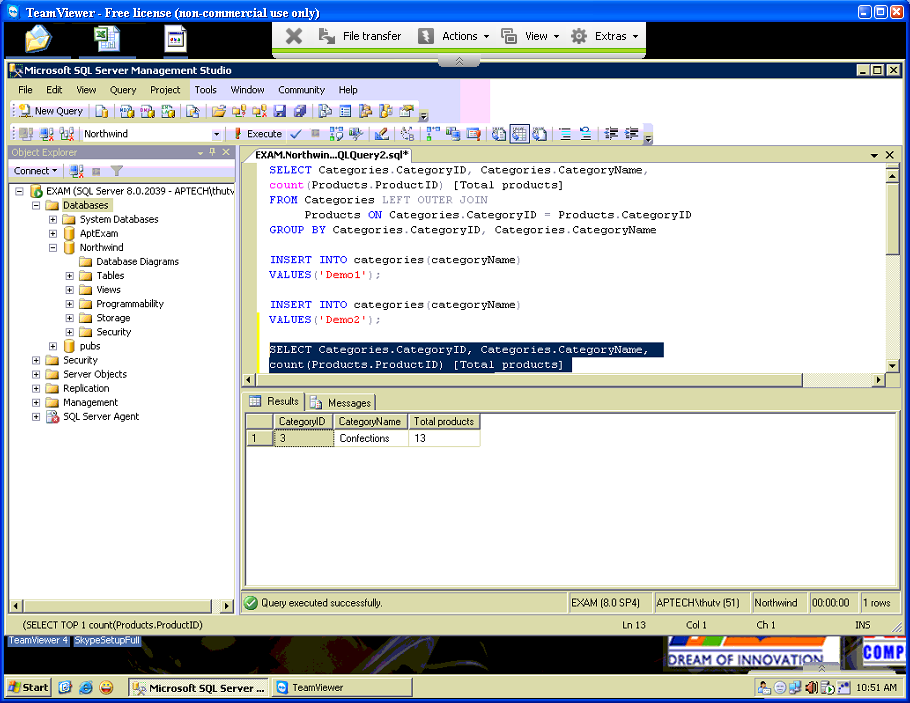 TeamViewer - Free license (non-commercial use only)
File transfer Actions View Extras
Microsoft SQL Server Management Studio
File Edit View Query Project Tools Window Community Help
New Query
Northwind Execute
Object Explorer
Connect
EXAM (SQL Server 8.0.2039 - APTECH\thutv
Databases
System Databases
AptExam
Northwind
Database Diagrams
Tables
Views
Programmability
Storage
Security
pubs
Security
Server Objects
Replication
Management
SQL Server Agent
EXAM.Northwin...QLQuery2.sql*
SELECT Categories.CategoryID, Categories.CategoryName,
count(Products.ProductID) [Total products]
FROM Categories LEFT OUTER JOIN
Products ON Categories.CategoryID = Products.CategoryID
GROUP BY Categories.CategoryID, Categories.CategoryName
INSERT INTO categories(categoryName)
VALUES('Demo1');
INSERT INTO categories(categoryName)
VALUES('Demo2');
SELECT Categories.CategoryID, Categories.CategoryName,
count(Products.ProductID) [Total products]
Results Messages
CategoryID CategoryName Total products
1 3 Confections 13
Query executed successfully. EXAM (8.0 SP4) APTECH\thutv (51) Northwind 00:00:00 1 rows
(SELECT TOP 1 count(Products.ProductID) Ln 13 Col 1 Ch 1 INS
TeamViewer 4 SkypeSetupFull
DREAM OF INNOVATION
COMP
Start Microsoft SQL Server ... TeamViewer 10:51 AM